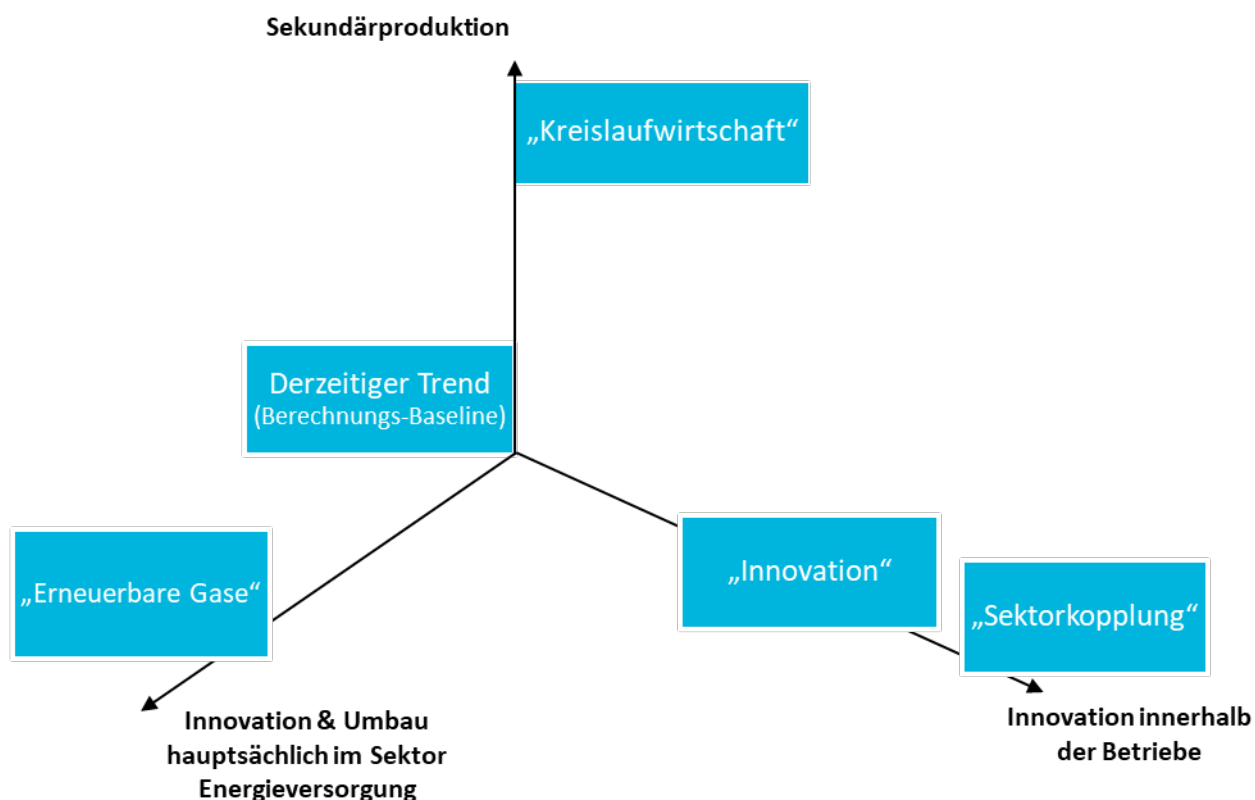 Sekundärproduktion
„Kreislaufwirtschaft“
Derzeitiger Trend
(Berechnungs-Baseline)
„Erneuerbare Gase“
„Innovation“
„Sektorkopplung“
Innovation & Umbau
hauptsächlich im Sektor
Energieversorgung
Innovation innerhalb
der Betriebe